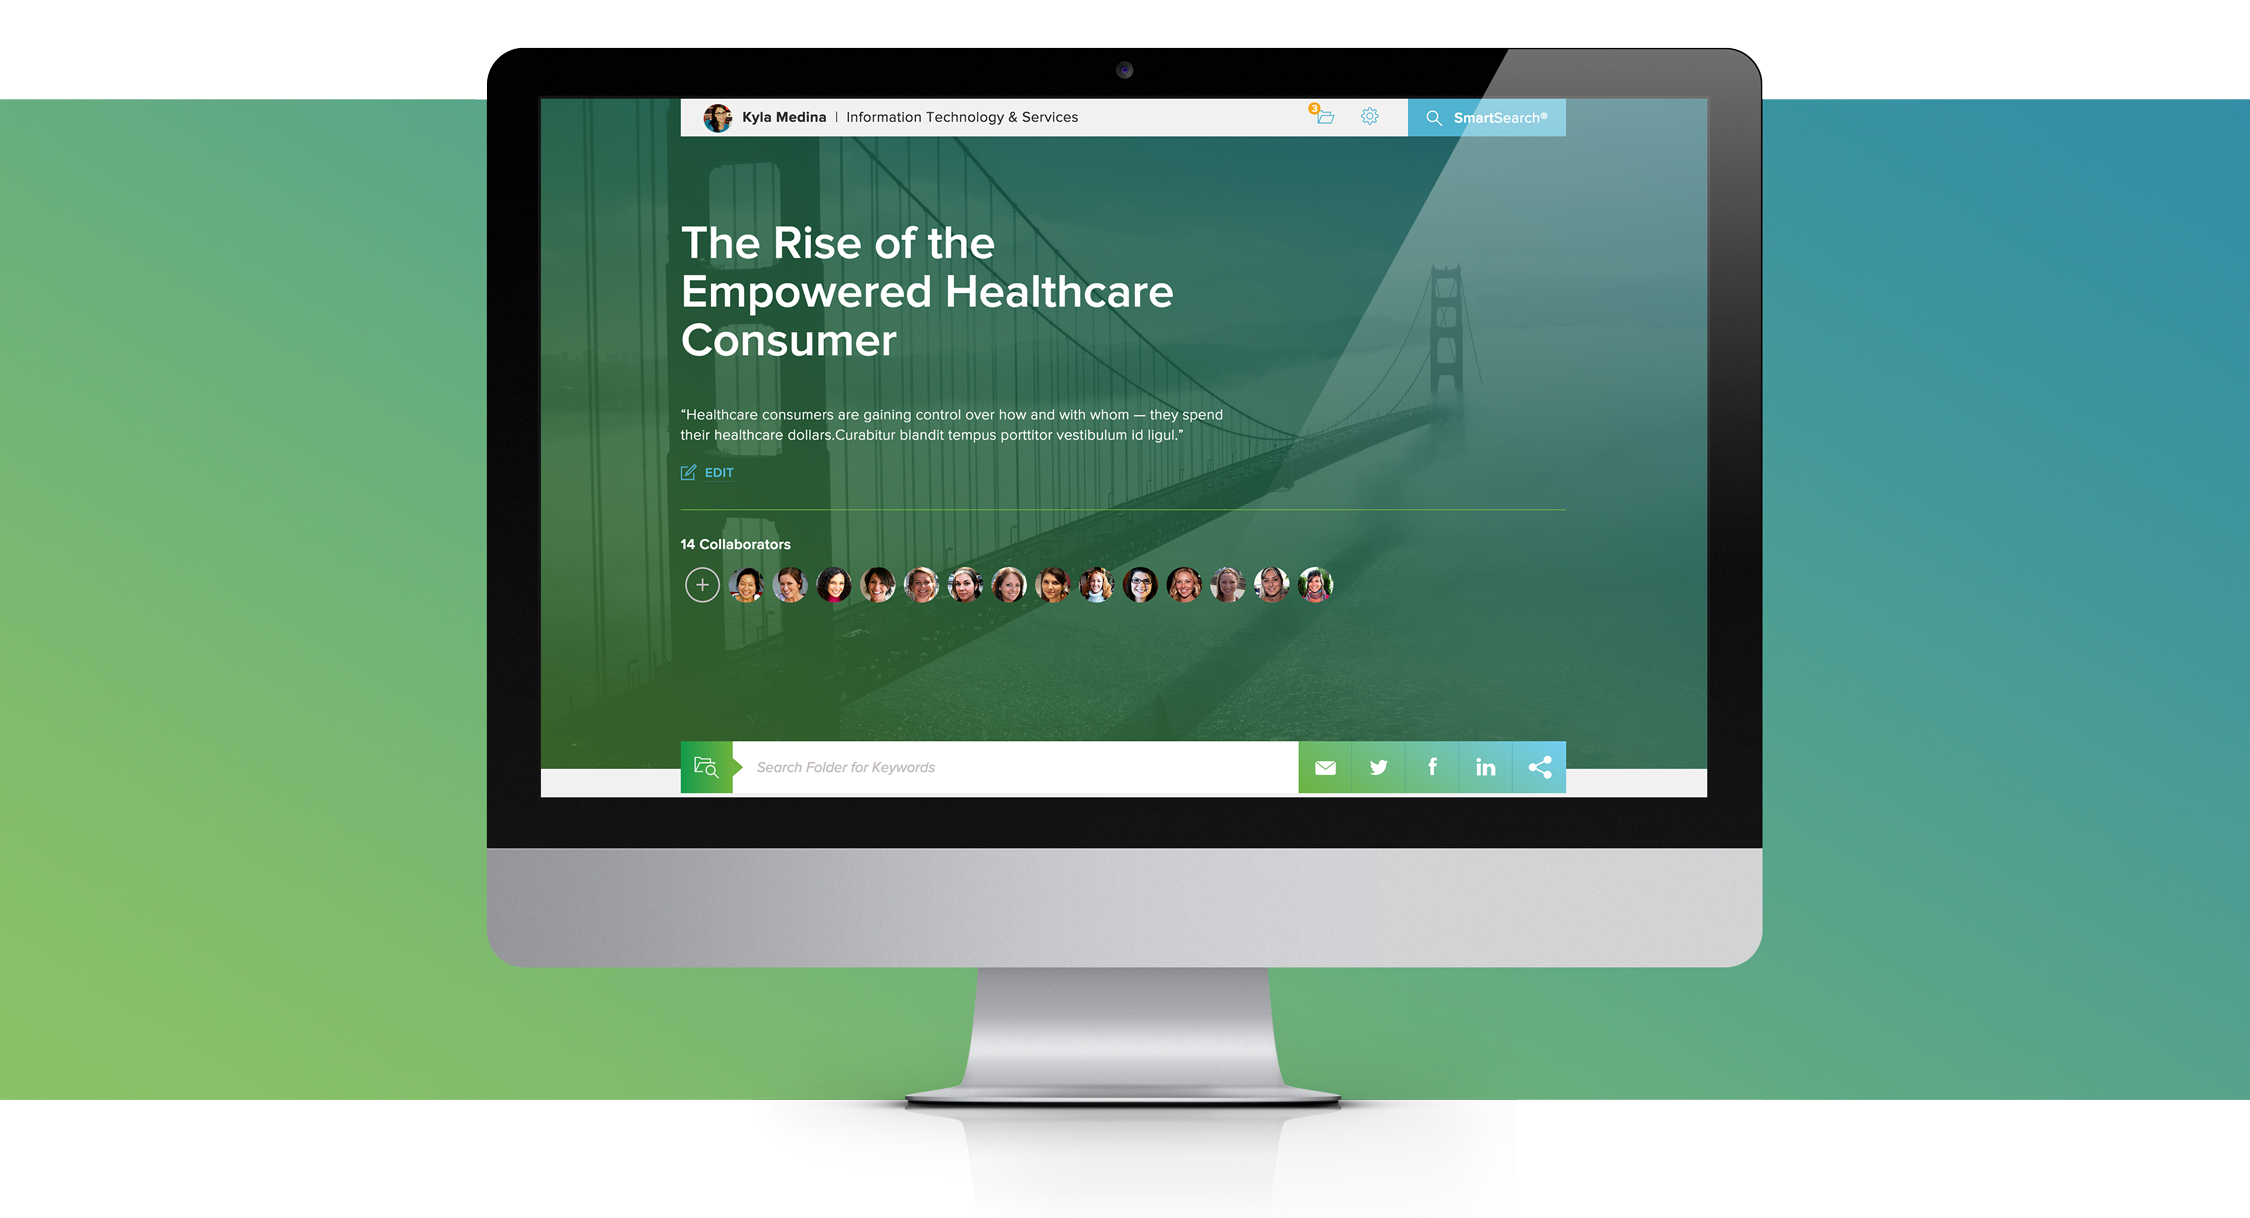 Kyla Medina | Information Technology & Services
3
SmartSearch®
The Rise of the
Empowered Healthcare
Consumer
“Healthcare consumers are gaining control over how and with whom — they spend
their healthcare dollars.Curabitur blandit tempus porttitor vestibulum id ligul.”
EDIT
14 Collaborators
Search Folder for Keywords
f
in